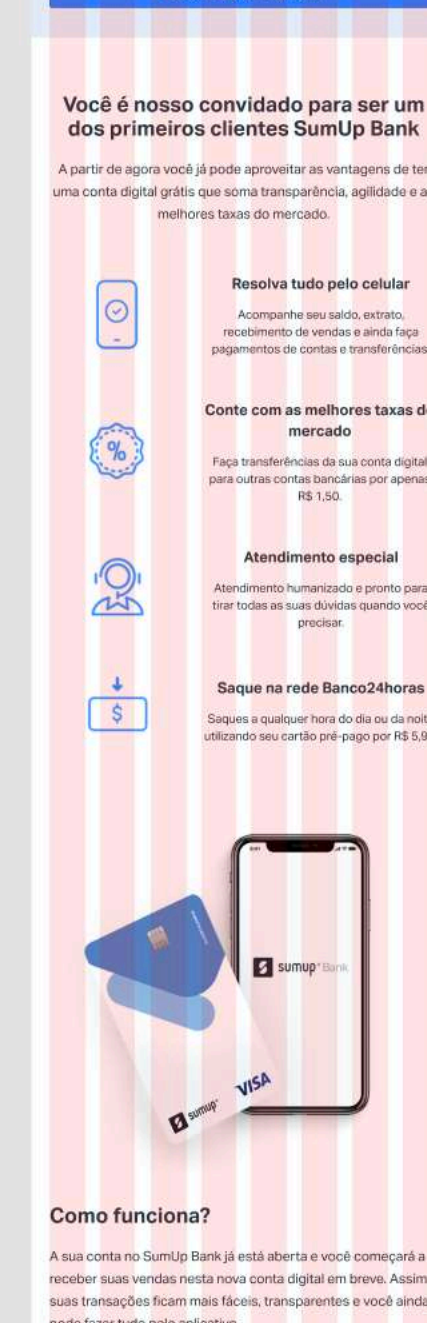 Você é nosso convidado para ser um
dos primeiros clientes SumUp Bank
A partir de agora você já pode aproveitar as vantagens de ter
uma conta digital grátis que soma transparência, agilidade e a
melhores taxas do mercado.
Resolva tudo pelo celular
Acompanhe seu saldo, extrato,
recebimento de vendas e ainda faça
pagamentos de contas e transferências
Conte com as melhores taxas do
mercado
%
Faça transferências da sua conta digital
para outras contas bancárias por apenas
R$ 1,50.
Atendimento especial
Atendimento humanizado e pronto para
tirar todas as suas dúvidas quando você
precisar.
Saque na rede Banco24horas
$
Saques a qualquer hora do dia ou da noit
utilizando seu cartão pré-pago por R$ 5,9
sumup Bank
VISA
sumup
Como funciona?
A sua conta no SumUp Bank já está aberta e você começará a
receber suas vendas nesta nova conta digital em breve. Assim
suas transações ficam mais fáceis, transparentes e você ainda
pode fazer tudo pelo aplicativo